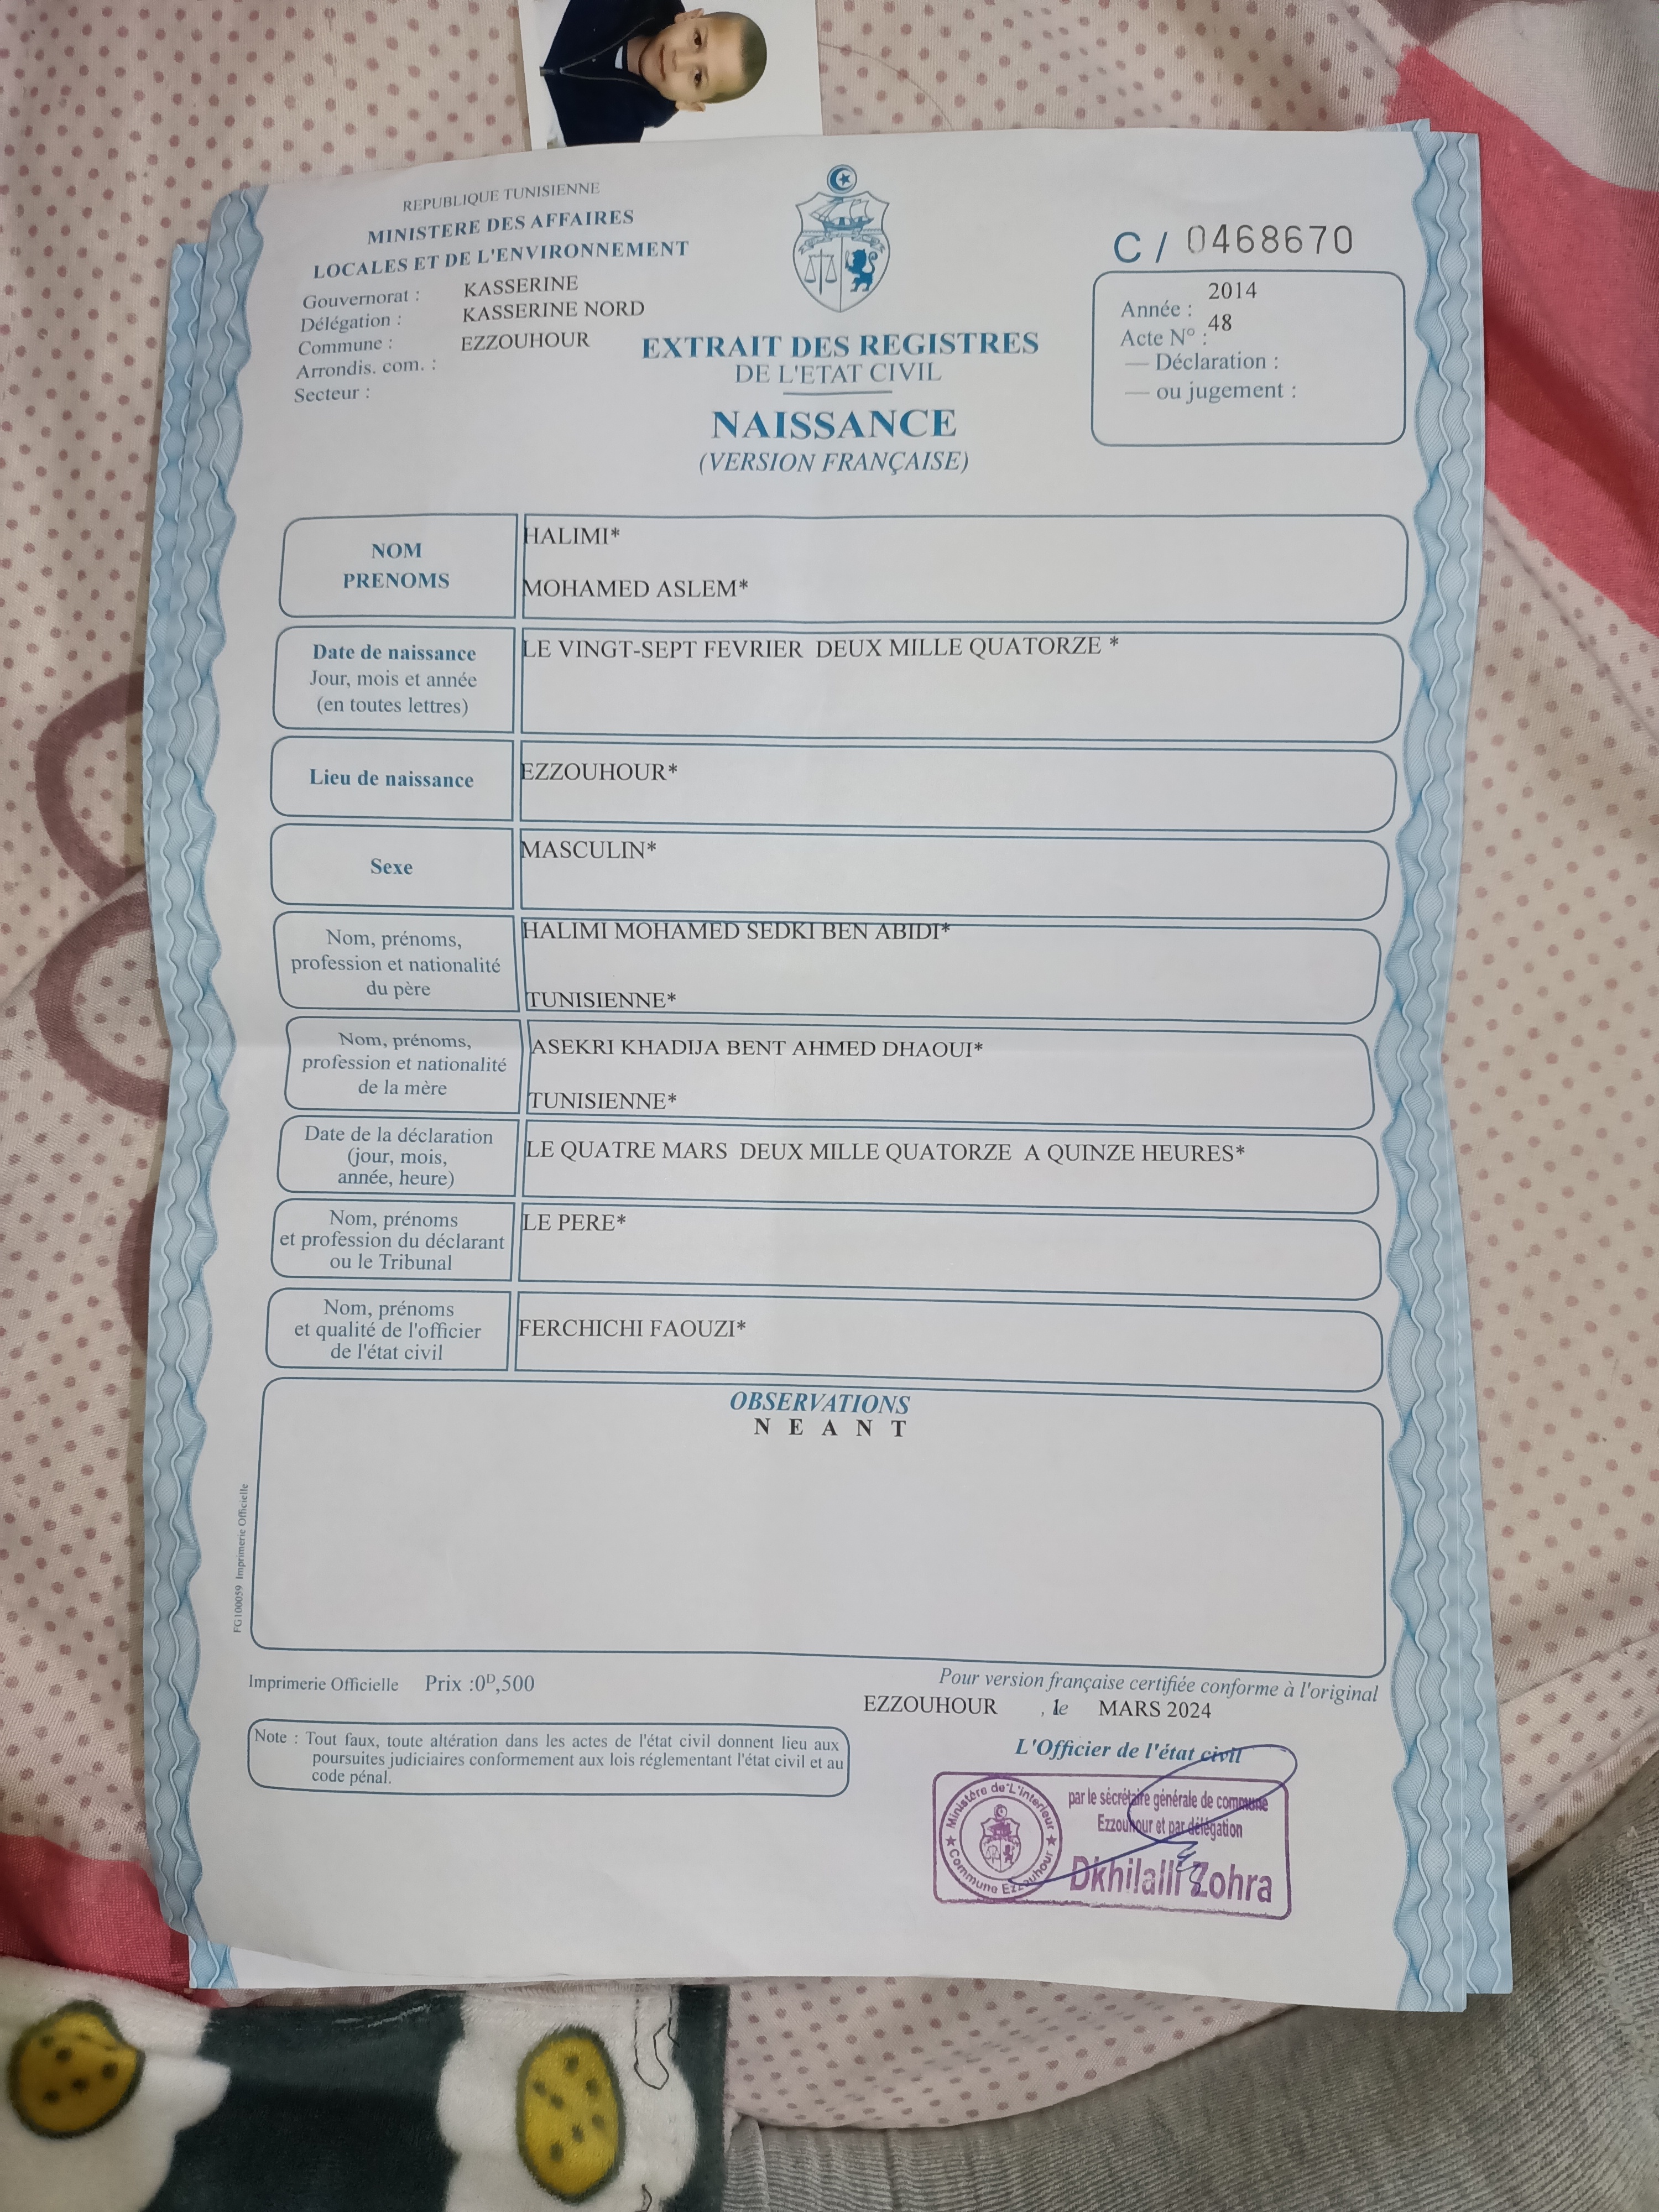 REPUBLIQUE TUNISIENNE
MINISTERE DES AFFAIRES
LOCALES ET DE L'ENVIRONNEMENT
Gouvernorat : KASSERINE
Délégation : KASSERINE NORD
Commune : EZZOUHOUR
Arrondis. com. :
Secteur :
EXTRAIT DES REGISTRES
DE L'ETAT CIVIL
NAISSANCE
(VERSION FRANÇAISE)
C / 0468670
Année : 2014
Acte N° : 48
— Déclaration :
— ou jugement :
NOM
PRENOMS
HALIMI*
MOHAMED ASLEM*
Date de naissance
Jour, mois et année
(en toutes lettres)
LE VINGT-SEPT FEVRIER DEUX MILLE QUATORZE *
Lieu de naissance
EZZOUHOUR*
Sexe
MASCULIN*
Nom, prénoms,
profession et nationalité
du père
HALIMI MOHAMED SEDKI BEN ABIDI*
TUNISIENNE*
Nom, prénoms,
profession et nationalité
de la mère
ASEKRI KHADIJA BENT AHMED DHAOUI*
TUNISIENNE*
Date de la déclaration
(jour, mois,
année, heure)
LE QUATRE MARS DEUX MILLE QUATORZE A QUINZE HEURES*
Nom, prénoms
et profession du déclarant
ou le Tribunal
LE PERE*
Nom, prénoms
et qualité de l'officier
de l'état civil
FERCHICHI FAOUZI*
OBSERVATIONS
N E A N T
FG100059 Imprimerie Officielle
Imprimerie Officielle Prix :0D,500
Pour version française certifiée conforme à l'original
EZZOUHOUR , le MARS 2024
Note : Tout faux, toute altération dans les actes de l'état civil donnent lieu aux
poursuites judiciaires conformement aux lois réglementant l'état civil et au
code pénal.
L'Officier de l'état civil
Ministère de L'Interieur
Commune Ezzouhour
par le sécrétaire générale de commune
Ezzouhour et par délégation
Dkhilalli Zohra